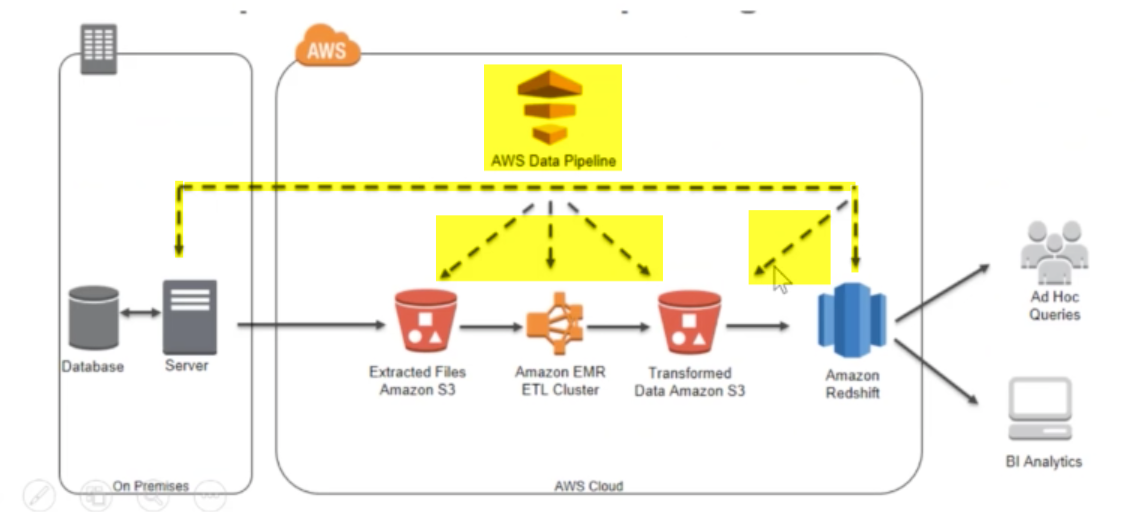 AWS
AWS Data Pipeline
Database
Server
Extracted Files
Amazon S3
Amazon EMR
ETL Cluster
Transformed
Data Amazon S3
Amazon
Redshift
Ad Hoc
Queries
BI Analytics
On Premises
AWS Cloud